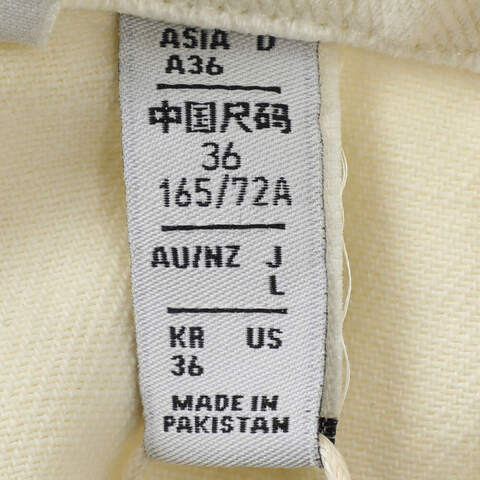 ASIA D
A36
中国尺码
36
165/72A
AU/NZ J
L
KR US
36
MADE IN
PAKISTAN